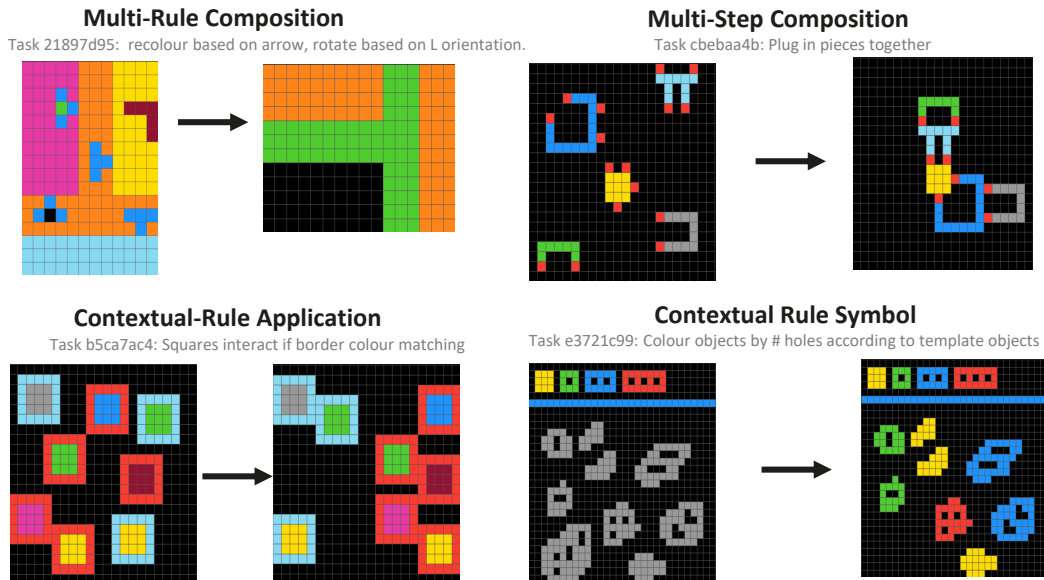 Multi-Rule Composition
Task 21897d95:  recolour based on arrow, rotate based on L orientation.
Multi-Step Composition
Task cbebaa4b: Plug in pieces together
Contextual-Rule Application
Task b5ca7ac4: Squares interact if border colour matching
Contextual Rule Symbol
Task e3721c99: Colour objects by # holes according to template objects